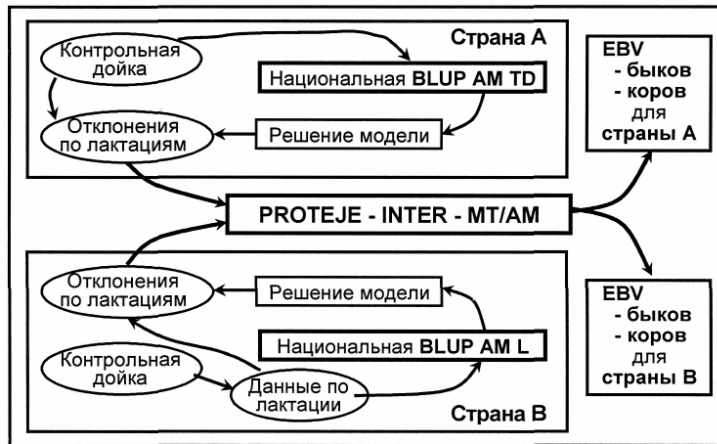 Страна А
Контрольная
дойка
Национальная BLUP AM TD
Отклонения
по лактациям
Решение модели
EBV
- быков
- коров
для
страны А
PROTEJE - INTER - MT/AM
Отклонения
по лактациям
Решение модели
Национальная BLUP AM L
Контрольная
дойка
Данные по
лактации
Страна В
EBV
- быков
- коров
для
страны В